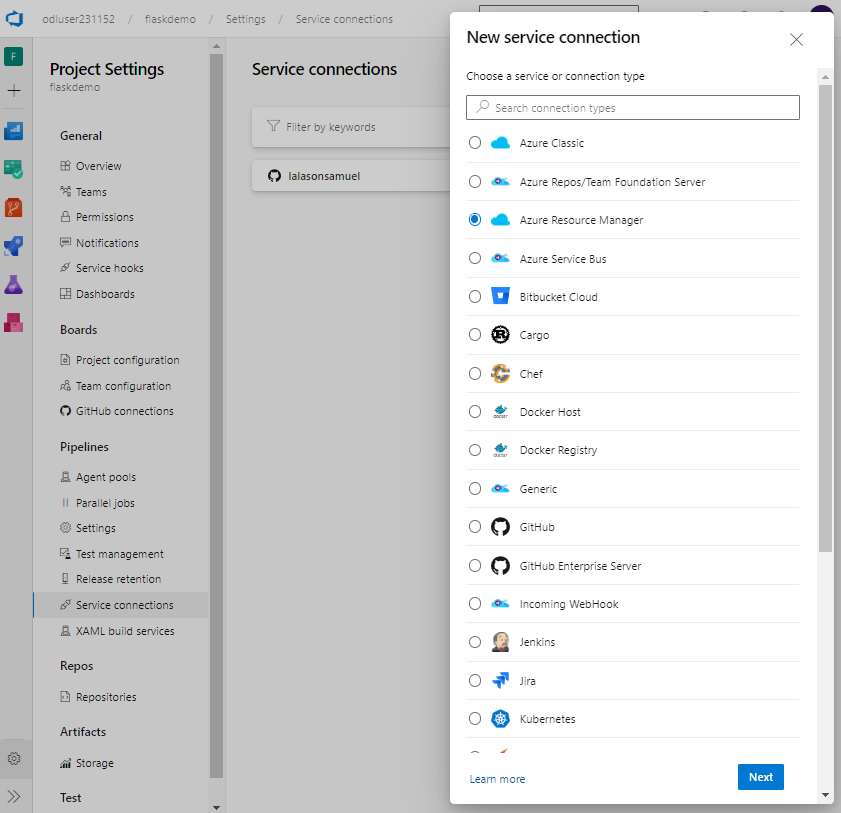 odluser231152 / flaskdemo / Settings / Service connections
F
Project Settings
flaskdemo
General
Overview
Teams
Permissions
Notifications
Service hooks
Dashboards
Boards
Project configuration
Team configuration
GitHub connections
Pipelines
Agent pools
Parallel jobs
Settings
Test management
Release retention
Service connections
XAML build services
Repos
Repositories
Artifacts
Storage
Test
Service connections
Filter by keywords
lalasonsamuel
New service connection
Choose a service or connection type
Search connection types
Azure Classic
Azure Repos/Team Foundation Server
Azure Resource Manager
Azure Service Bus
Bitbucket Cloud
Cargo
Chef
Docker Host
Docker Registry
Generic
GitHub
GitHub Enterprise Server
Incoming WebHook
Jenkins
Jira
Kubernetes
Learn more
Next